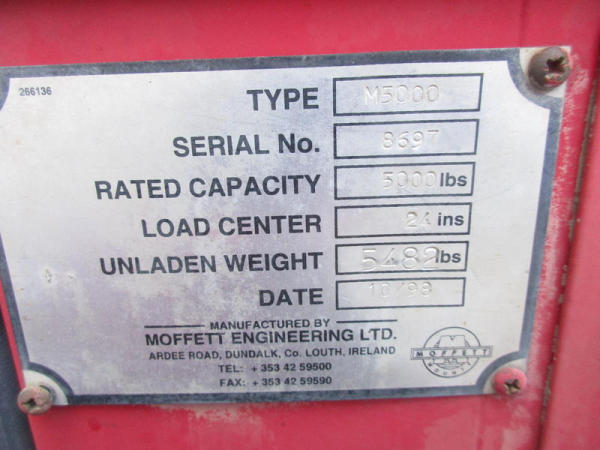 266136
TYPE M5000
SERIAL No. 8697
RATED CAPACITY 5000 lbs
LOAD CENTER 24 ins
UNLADEN WEIGHT 5482 lbs
DATE 10/98
MANUFACTURED BY
MOFFETT ENGINEERING LTD.
ARDEE ROAD, DUNDALK, Co. LOUTH, IRELAND
TEL: + 353 42 59500
FAX: + 353 42 59590
MOFFETT
MOUNTY